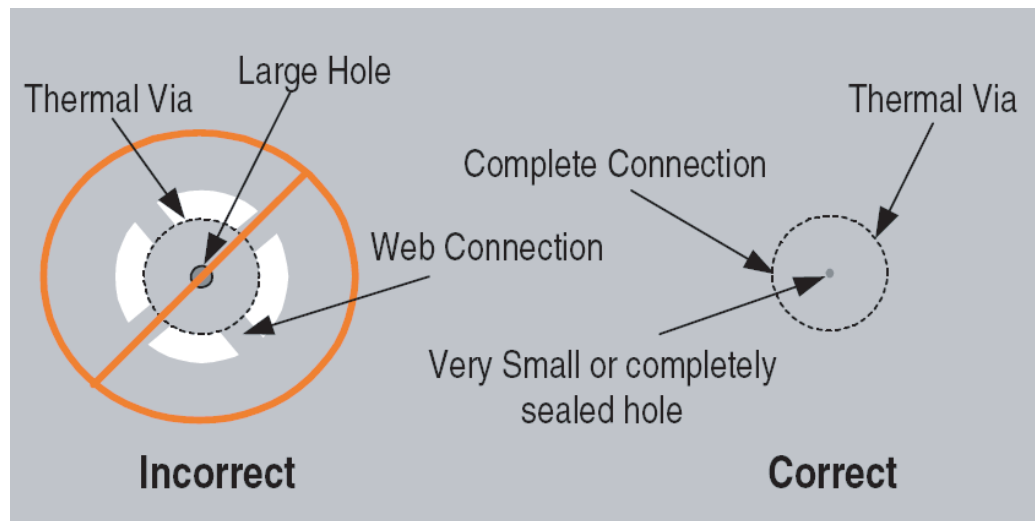 Large Hole
Thermal Via
Web Connection
Incorrect
Thermal Via
Complete Connection
Very Small or completely
sealed hole
Correct